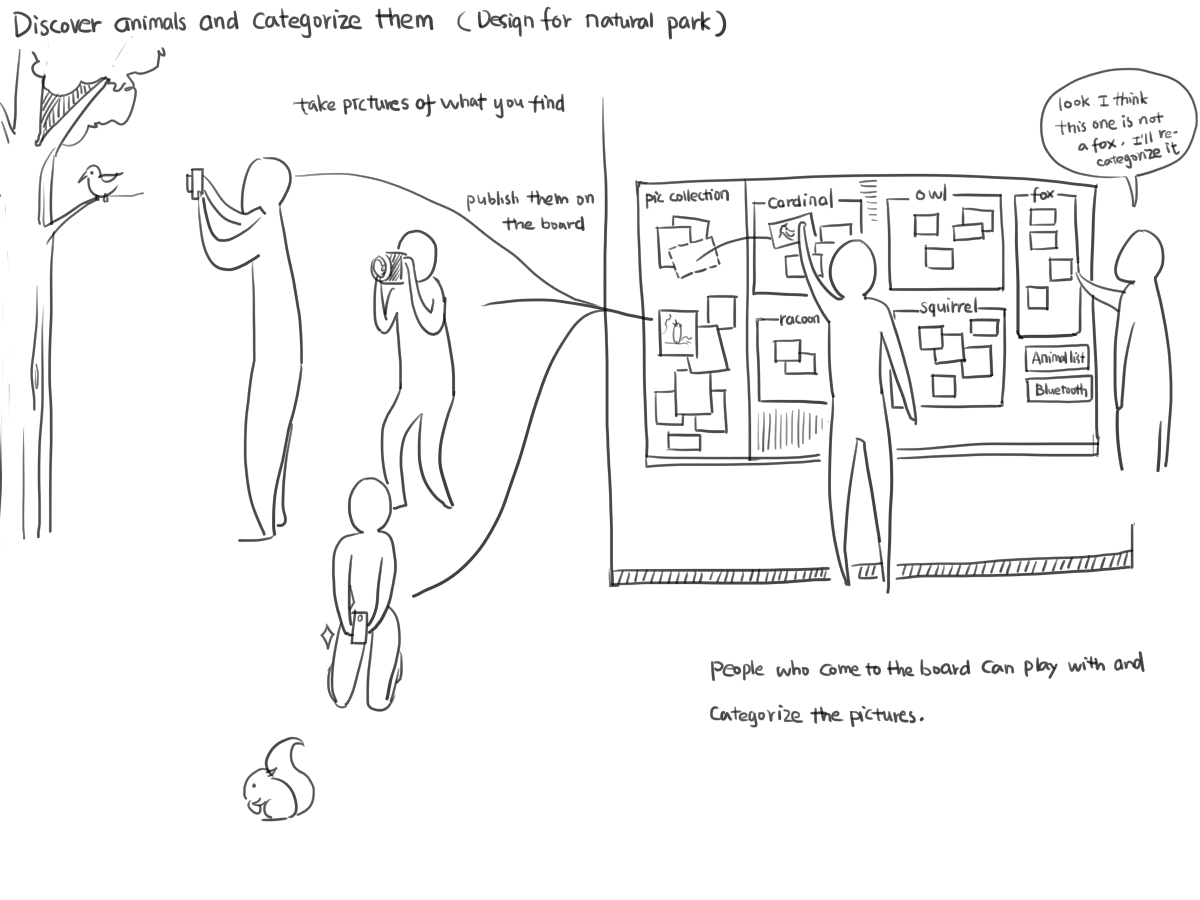 Discover animals and categorize them (Design for natural park)
take pictures of what you find
publish them on
the board
look I think
this one is not
a fox. I'll re-
categorize it
pic collection
cardinal
owl
fox
racoon
squirrel
Animal list
Bluetooth
People who come to the board can play with and
Categorize the pictures.